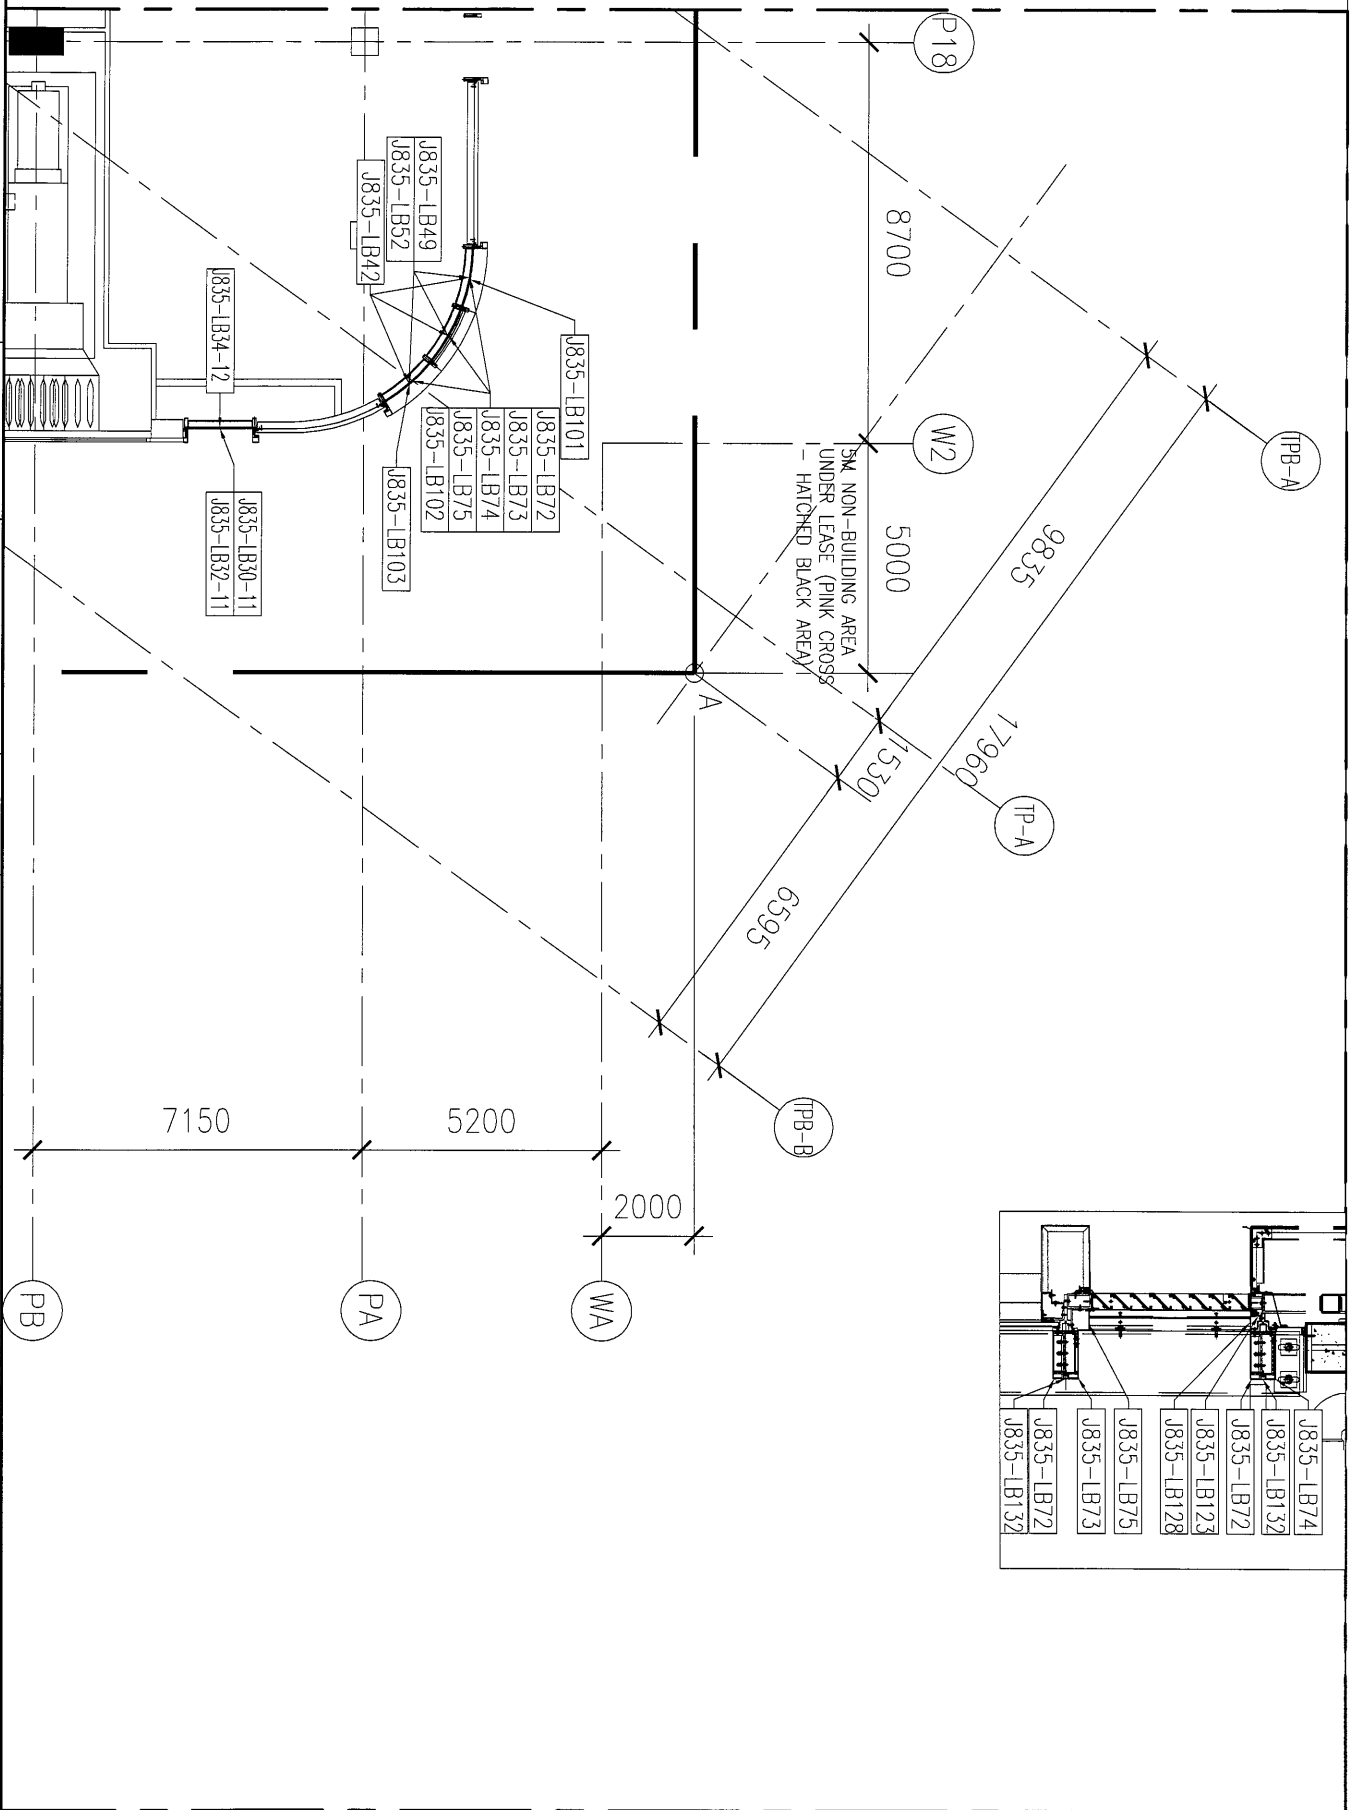 P18
8700
W2
5000
5M NON-BUILDING AREA
UNDER LEASE (PINK CROSS
- HATCHED BLACK AREA)
TPB-A
9835
17960
1530
TP-A
6595
TPB-B
A
J835-LB49
J835-LB52
J835-LB42
J835-LB101
J835-LB72
J835-LB73
J835-LB74
J835-LB75
J835-LB102
J835-LB103
J835-LB34-12
J835-LB30-11
J835-LB32-11
7150
5200
2000
PB
PA
WA
J835-LB74
J835-LB132
J835-LB72
J835-LB123
J835-LB128
J835-LB75
J835-LB73
J835-LB72
J835-LB132